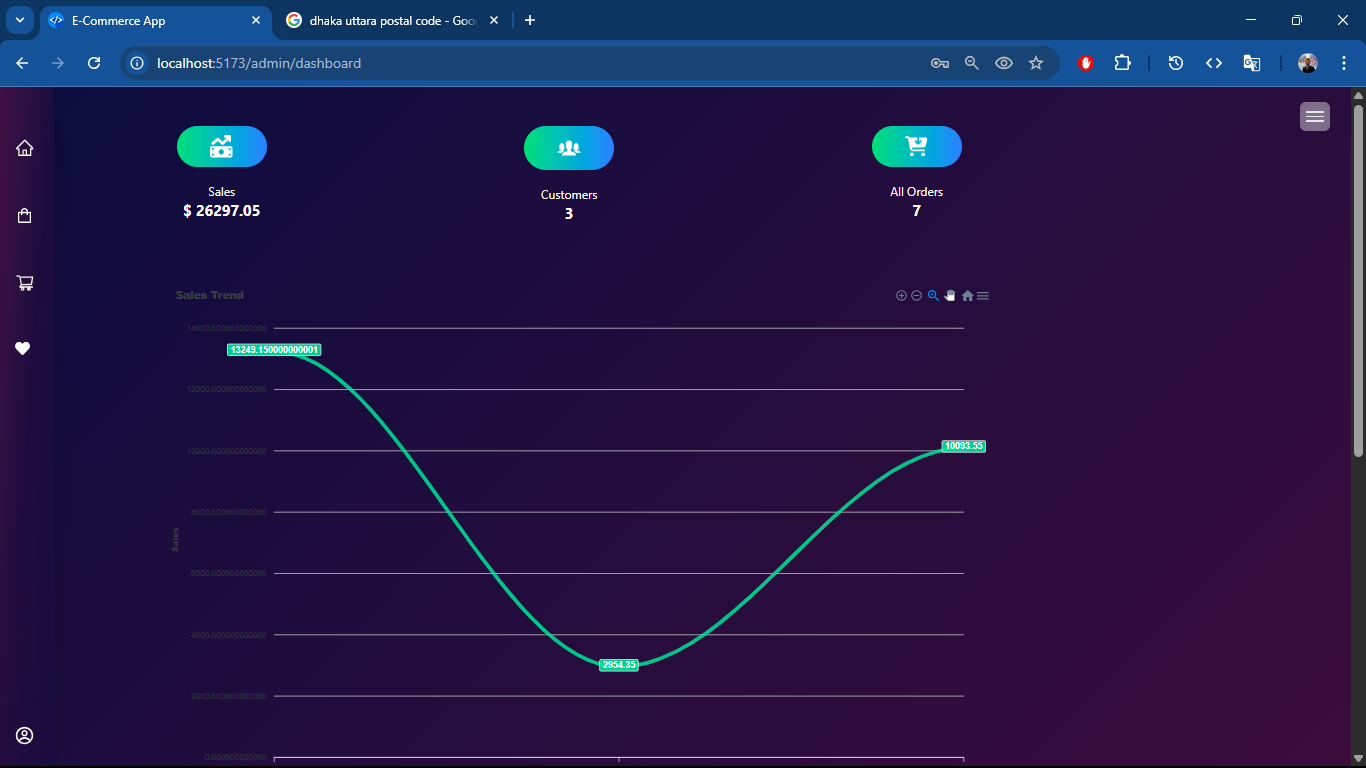 E-Commerce App
dhaka uttara postal code - Goo
localhost:5173/admin/dashboard
Sales
$ 26297.05
Customers
3
All Orders
7
Sales Trend
14000.000000000000
13249.150000000001
12000.000000000000
10093.55
10000.000000000000
8000.000000000000
Sales
6000.000000000000
4000.000000000000
2954.35
2000.000000000000
0.000000000000